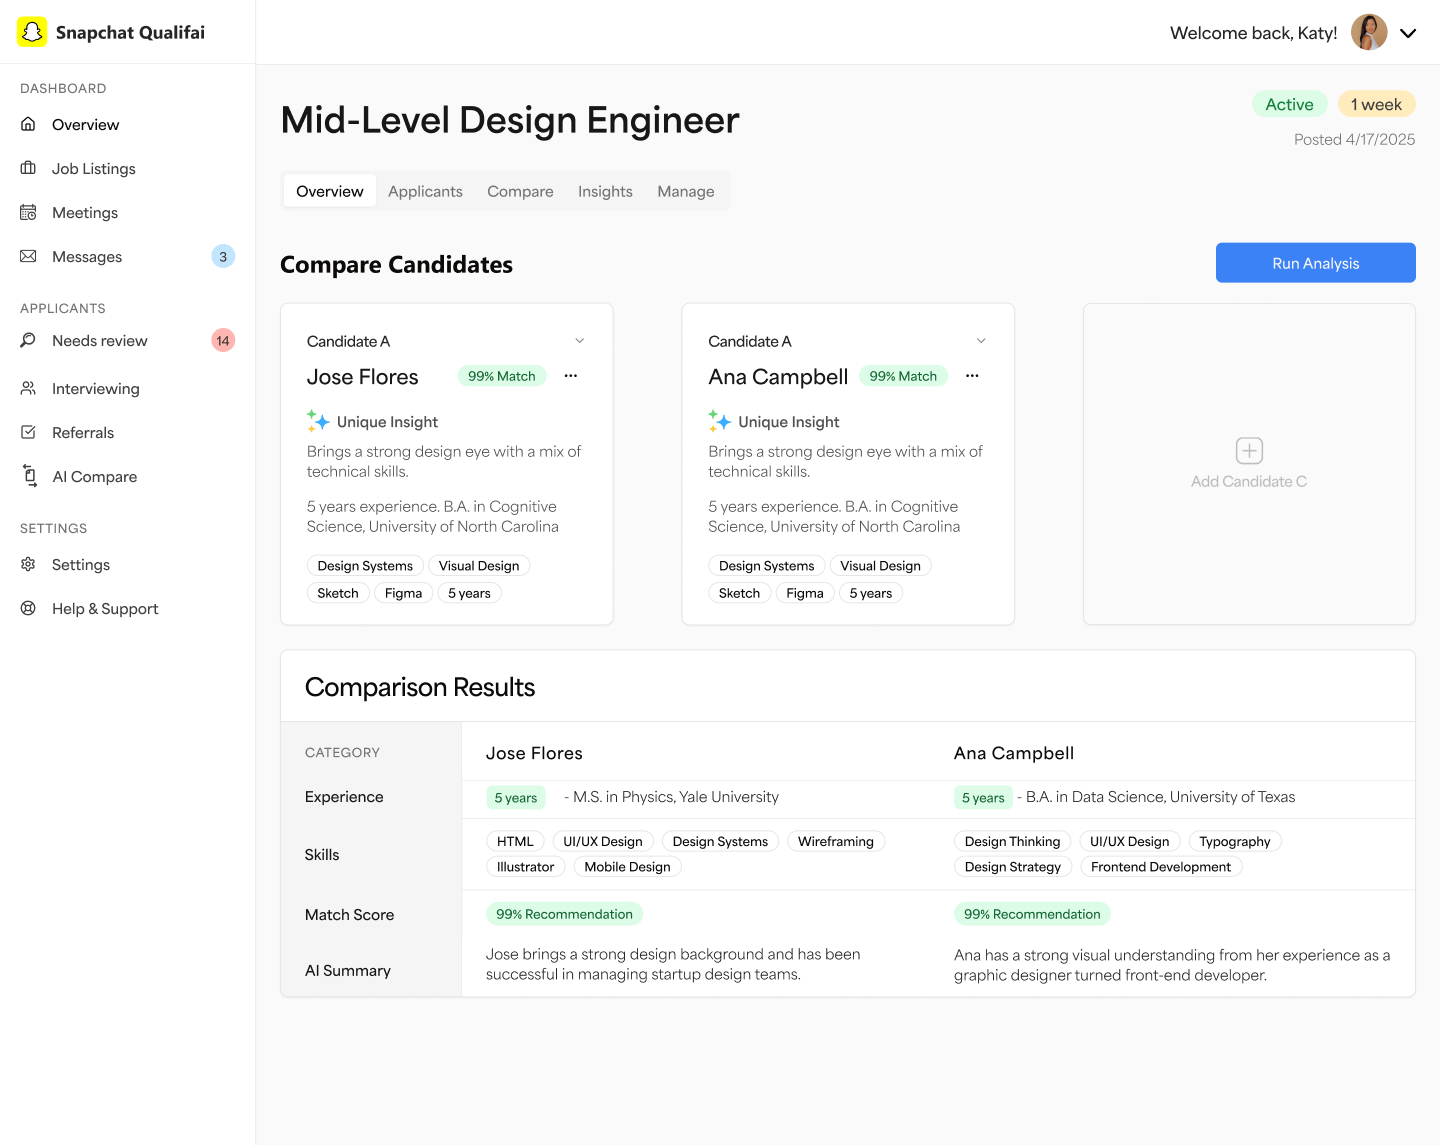 Snapchat Qualifai
Welcome back, Katy!
DASHBOARD
Overview
Job Listings
Meetings
Messages 3
APPLICANTS
Needs review 14
Interviewing
Referrals
AI Compare
SETTINGS
Settings
Help & Support
Mid-Level Design Engineer
Active 1 week
Posted 4/17/2025
Overview Applicants Compare Insights Manage
Compare Candidates
Run Analysis
Candidate A
Jose Flores 99% Match
Unique Insight
Brings a strong design eye with a mix of
technical skills.
5 years experience. B.A. in Cognitive
Science, University of North Carolina
Design Systems Visual Design
Sketch Figma 5 years
Candidate A
Ana Campbell 99% Match
Unique Insight
Brings a strong design eye with a mix of
technical skills.
5 years experience. B.A. in Cognitive
Science, University of North Carolina
Design Systems Visual Design
Sketch Figma 5 years
Add Candidate C
Comparison Results
CATEGORY Jose Flores Ana Campbell
Experience 5 years - M.S. in Physics, Yale University 5 years - B.A. in Data Science, University of Texas
Skills
HTML UI/UX Design Design Systems Wireframing
Illustrator Mobile Design
Design Thinking UI/UX Design Typography
Design Strategy Frontend Development
Match Score 99% Recommendation 99% Recommendation
AI Summary
Jose brings a strong design background and has been
successful in managing startup design teams.
Ana has a strong visual understanding from her experience as a
graphic designer turned front-end developer.